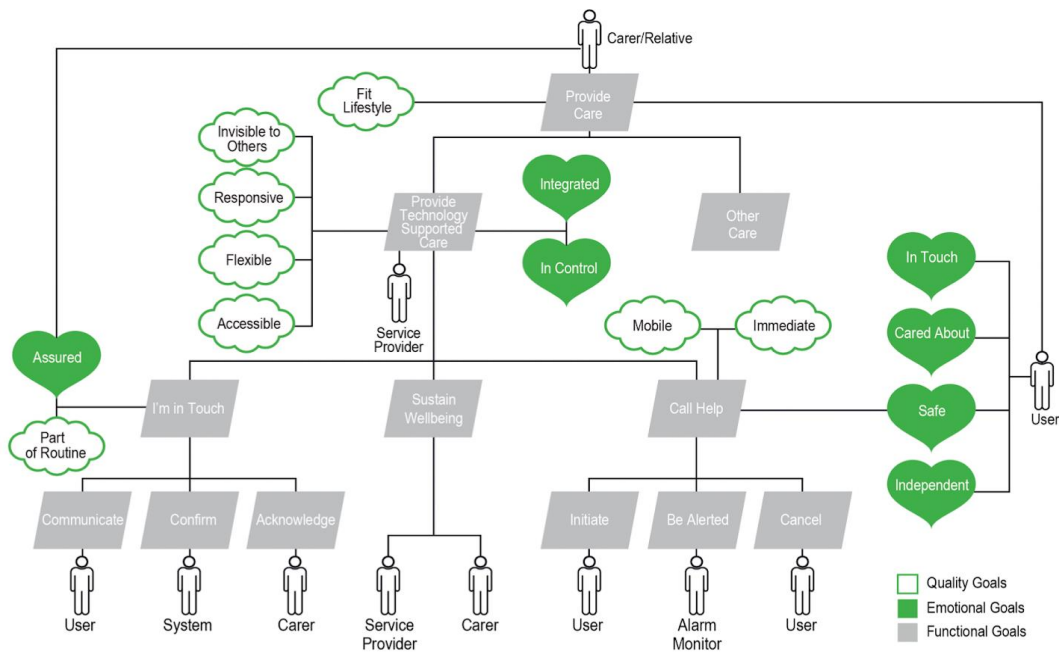 Carer/Relative
Fit
Lifestyle
Provide
Care
Invisible to
Others
Responsive
Flexible
Accessible
Provide
Technology
Supported
Care
Integrated
In Control
Other
Care
Service
Provider
Mobile
Immediate
In Touch
Cared About
Safe
Independent
User
Assured
Part
of Routine
I'm in Touch
Sustain
Wellbeing
Call Help
Communicate
Confirm
Acknowledge
Initiate
Be Alerted
Cancel
User
System
Carer
Service
Provider
Carer
User
Alarm
Monitor
User
Quality Goals
Emotional Goals
Functional Goals